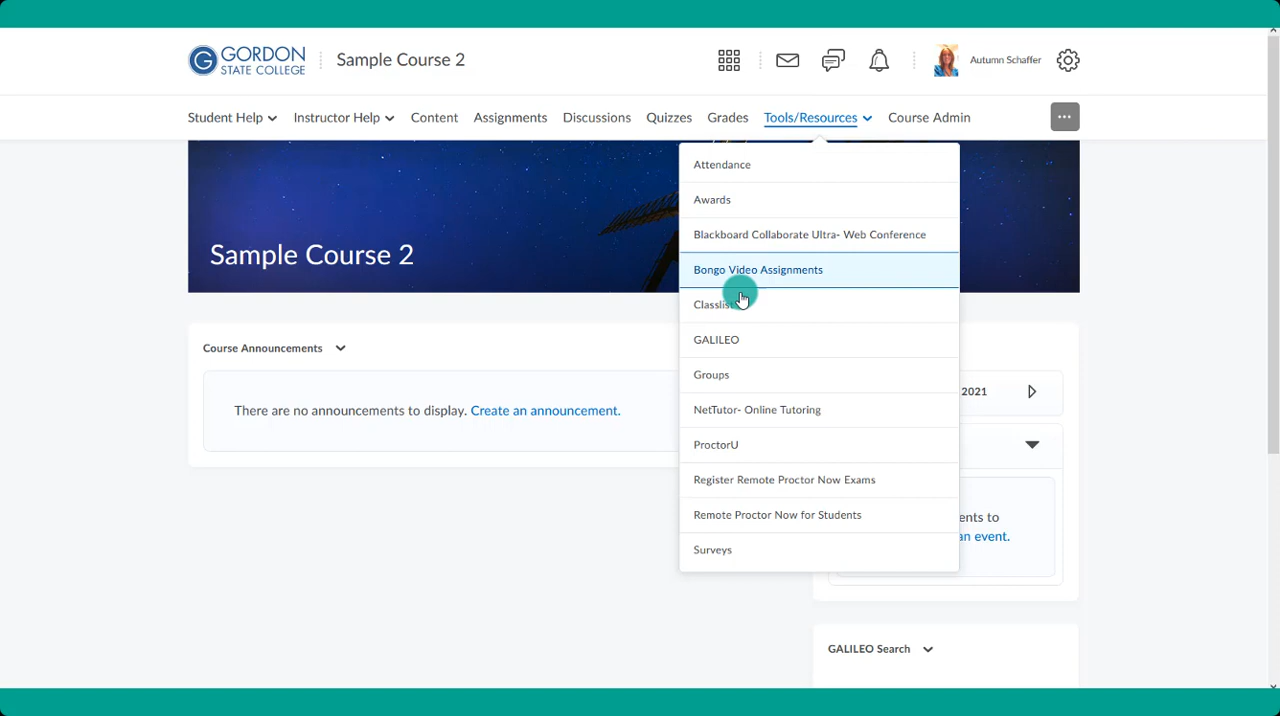 GORDON
STATE COLLEGE
Sample Course 2
Autumn Schaffer
Student Help
Instructor Help
Content
Assignments
Discussions
Quizzes
Grades
Tools/Resources
Course Admin
Sample Course 2
Attendance
Awards
Blackboard Collaborate Ultra- Web Conference
Bongo Video Assignments
Classlist
GALILEO
Groups
NetTutor- Online Tutoring
ProctorU
Register Remote Proctor Now Exams
Remote Proctor Now for Students
Surveys
Course Announcements
There are no announcements to display. Create an announcement.
2021
to
an event.
GALILEO Search